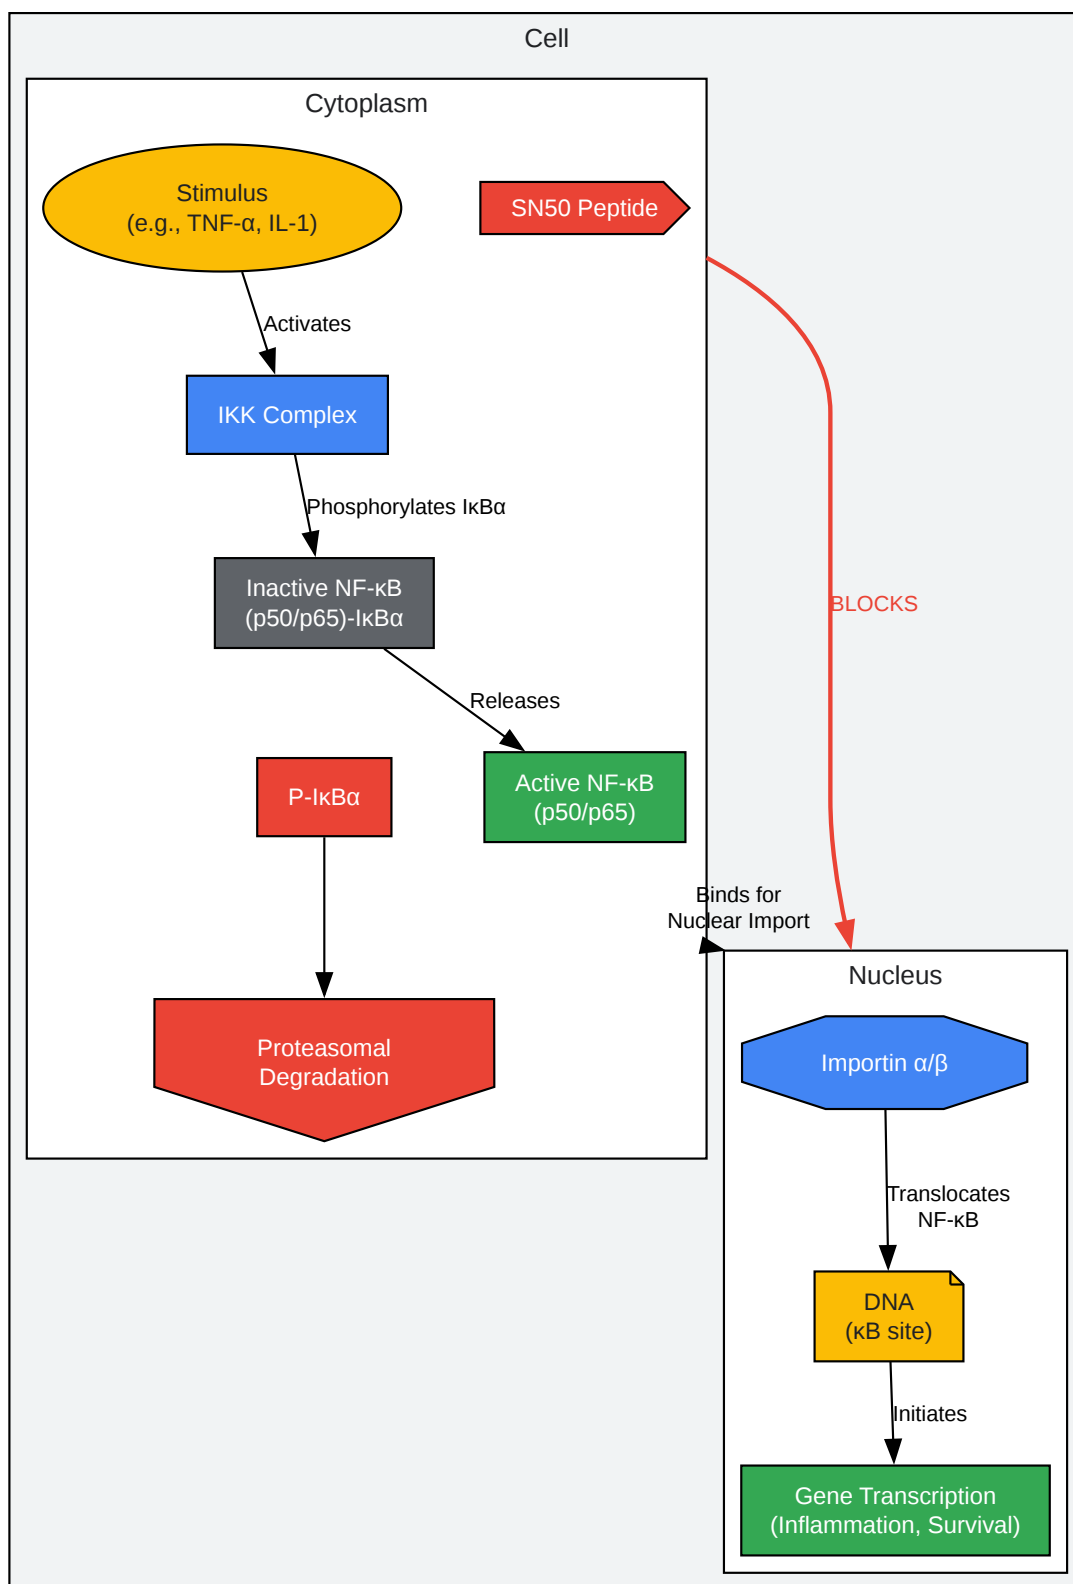 Cell
Cytoplasm
Stimulus
(e.g., TNF-α, IL-1)
SN50 Peptide
Activates
IKK Complex
Phosphorylates IκBα
Inactive NF-κB
(p50/p65)-IκBα
BLOCKS
Releases
P-IκBα
Active NF-κB
(p50/p65)
Binds for
Nuclear Import
Nucleus
Proteasomal
Degradation
Importin α/β
Translocates
NF-κB
DNA
(κB site)
Initiates
Gene Transcription
(Inflammation, Survival)